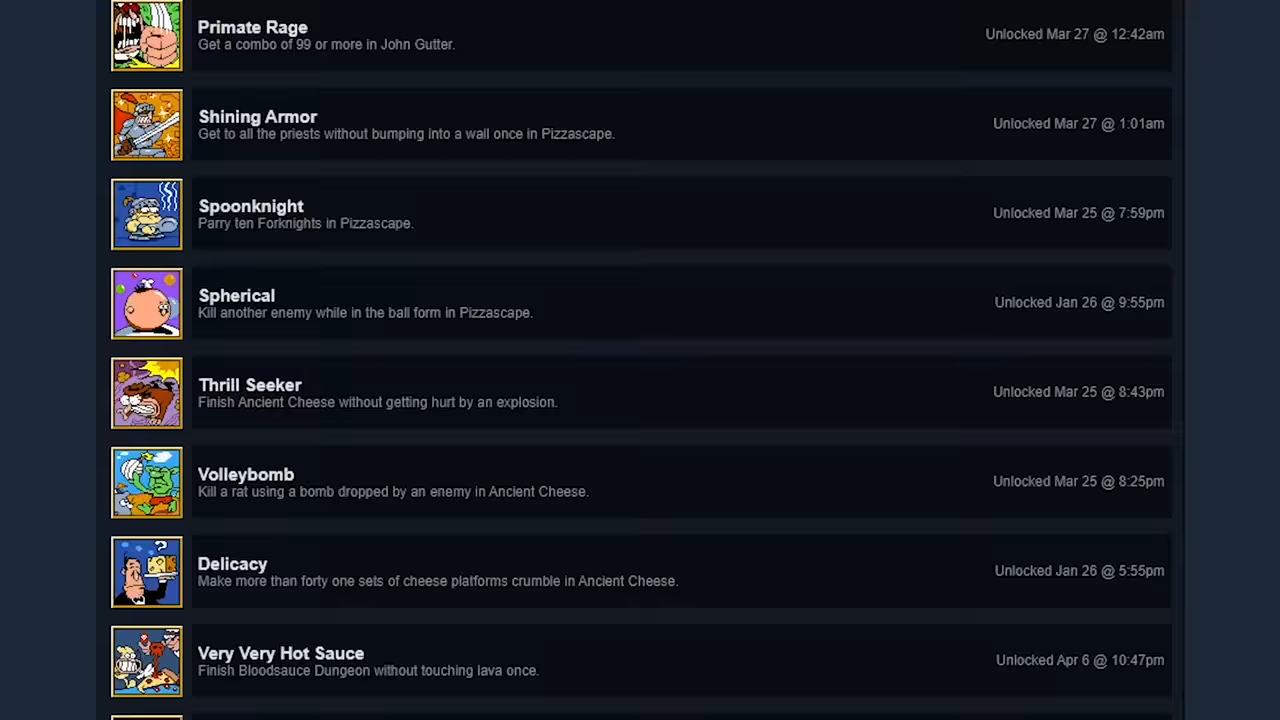 Primate Rage
Get a combo of 99 or more in John Gutter.
Unlocked Mar 27 @ 12:42am
Shining Armor
Get to all the priests without bumping into a wall once in Pizzascape.
Unlocked Mar 27 @ 1:01am
Spoonknight
Parry ten Forknights in Pizzascape.
Unlocked Mar 25 @ 7:59pm
Spherical
Kill another enemy while in the ball form in Pizzascape.
Unlocked Jan 26 @ 9:55pm
Thrill Seeker
Finish Ancient Cheese without getting hurt by an explosion.
Unlocked Mar 25 @ 8:43pm
Volleybomb
Kill a rat using a bomb dropped by an enemy in Ancient Cheese.
Unlocked Mar 25 @ 8:25pm
Delicacy
Make more than forty one sets of cheese platforms crumble in Ancient Cheese.
Unlocked Jan 26 @ 5:55pm
Very Very Hot Sauce
Finish Bloodsauce Dungeon without touching lava once.
Unlocked Apr 6 @ 10:47pm